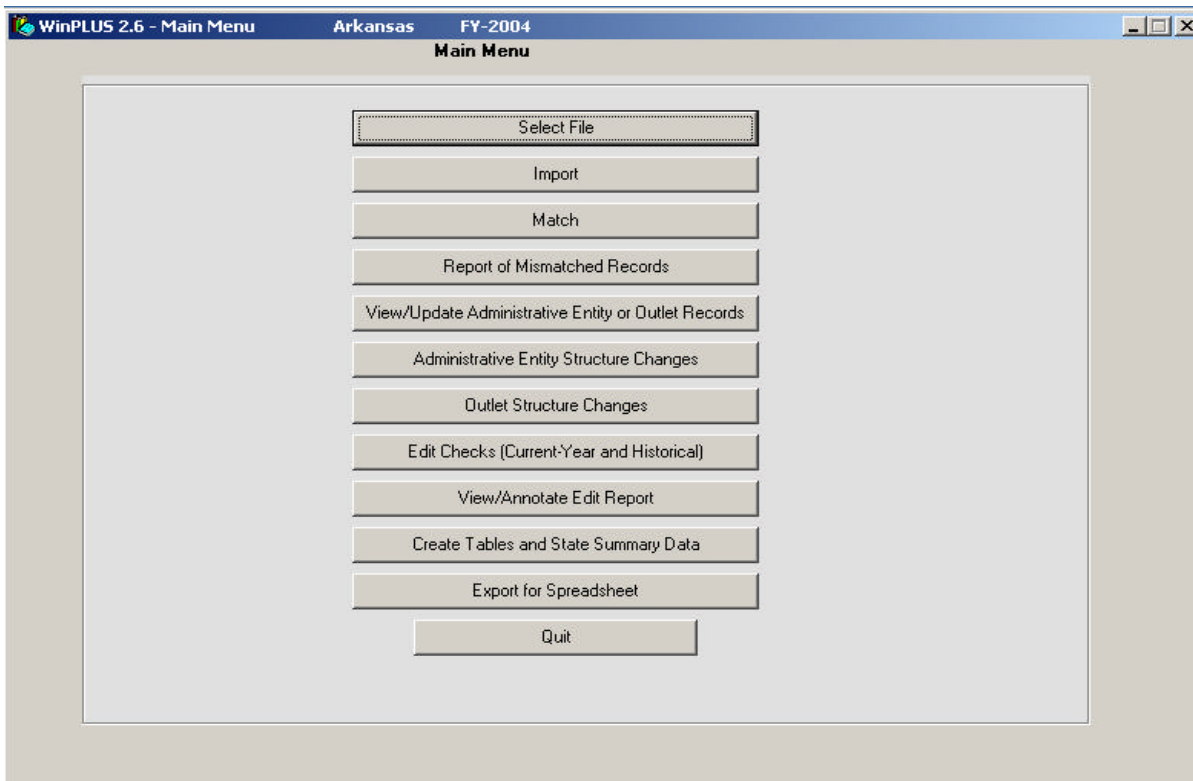 WinPLUS 2.6 - Main Menu Arkansas FY-2004
Main Menu
Select File
Import
Match
Report of Mismatched Records
View/Update Administrative Entity or Outlet Records
Administrative Entity Structure Changes
Outlet Structure Changes
Edit Checks (Current-Year and Historical)
View/Annotate Edit Report
Create Tables and State Summary Data
Export for Spreadsheet
Quit